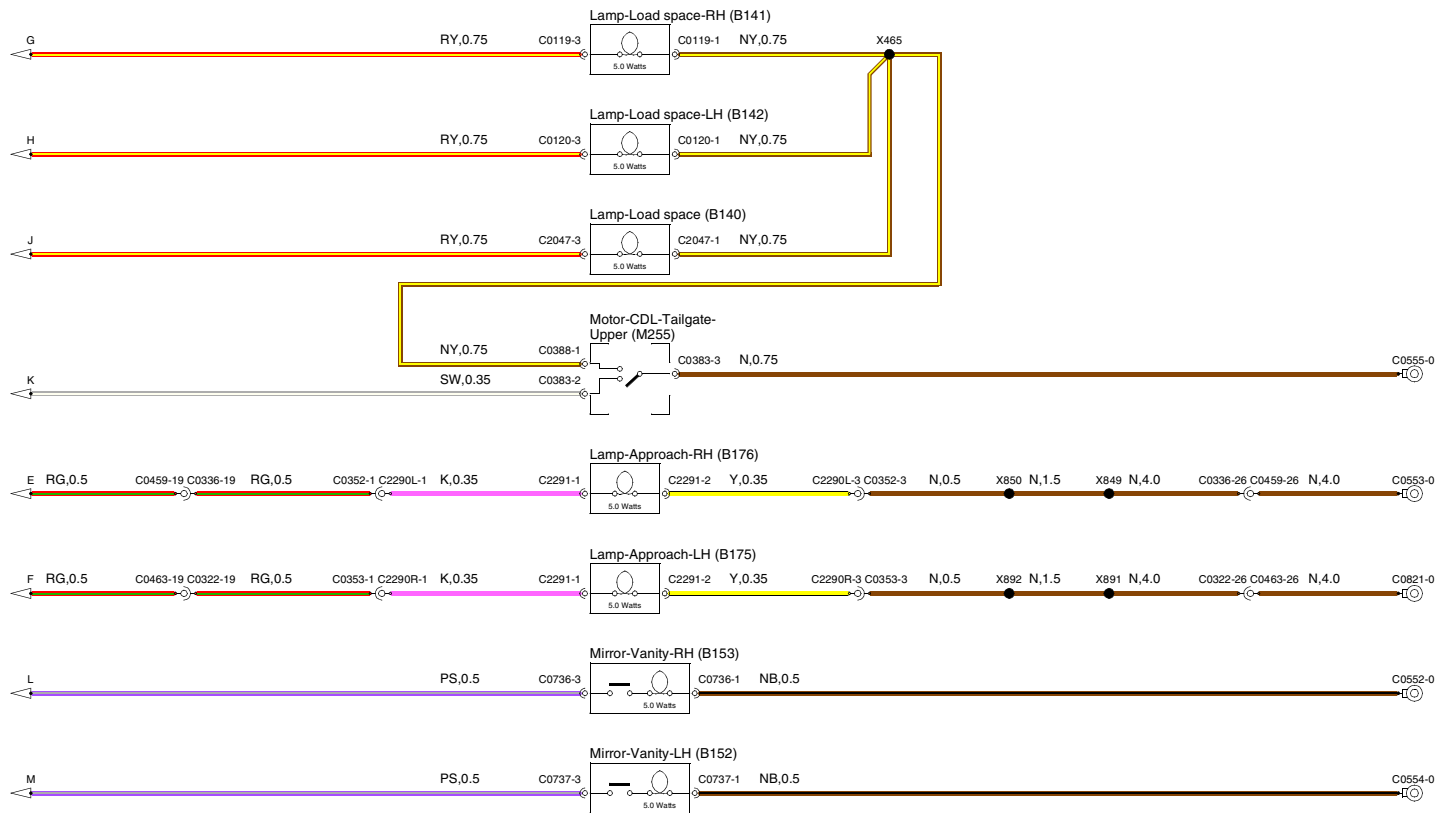 Lamp-Load space-RH (B141)
G RY,0.75 C0119-3 C0119-1 NY,0.75 X465
5.0 Watts
Lamp-Load space-LH (B142)
H RY,0.75 C0120-3 C0120-1 NY,0.75
5.0 Watts
Lamp-Load space (B140)
J RY,0.75 C2047-3 C2047-1 NY,0.75
5.0 Watts
Motor-CDL-Tailgate-
Upper (M255)
NY,0.75 C0388-1 C0383-3 N,0.75 C0555-0
K SW,0.35 C0383-2
Lamp-Approach-RH (B176)
E RG,0.5 C0459-19 C0336-19 RG,0.5 C0352-1 C2290L-1 K,0.35 C2291-1 C2291-2 Y,0.35 C2290L-3 C0352-3 N,0.5 X850 N,1.5 X849 N,4.0 C0336-26 C0459-26 N,4.0 C0553-0
5.0 Watts
Lamp-Approach-LH (B175)
F RG,0.5 C0463-19 C0322-19 RG,0.5 C0353-1 C2290R-1 K,0.35 C2291-1 C2291-2 Y,0.35 C2290R-3 C0353-3 N,0.5 X892 N,1.5 X891 N,4.0 C0322-26 C0463-26 N,4.0 C0821-0
5.0 Watts
Mirror-Vanity-RH (B153)
L PS,0.5 C0736-3 C0736-1 NB,0.5 C0552-0
5.0 Watts
Mirror-Vanity-LH (B152)
M PS,0.5 C0737-3 C0737-1 NB,0.5 C0554-0
5.0 Watts